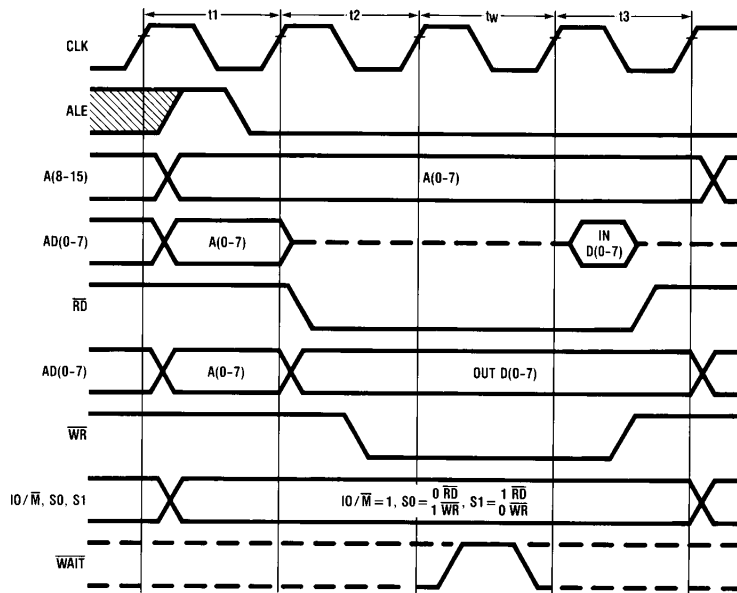 t1 t2 tw t3
CLK
ALE
A(8-15) A(0-7)
AD(0-7) A(0-7) IN
D(0-7)
RD
AD(0-7) A(0-7) OUT D(0-7)
WR
IO/M, S0, S1 IO/M = 1, S0 = 0 RD 1 WR, S1 = 1 RD 0 WR
WAIT